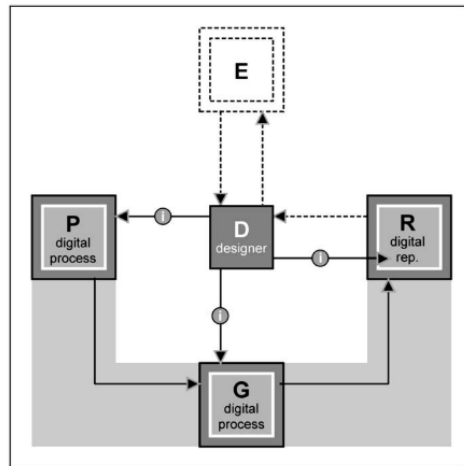 E
P
digital
process
i
D
designer
i
R
digital
rep.
i
G
digital
process